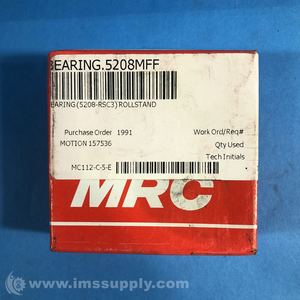 BEARING.5208MFF
BEARING(5208-RSC3)ROLLSTAND
Purchase Order 1991 Work Ord/Req#
MOTION 157536 Qty Used
Tech Initials
MC112-C-5-E
MRC
© www.imssupply.com